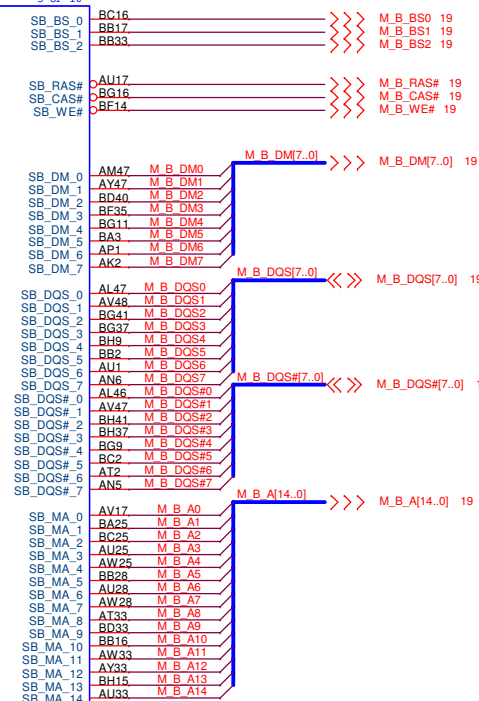 SB_BS_0 BC16 M_B_BS0 19
SB_BS_1 BB17 M_B_BS1 19
SB_BS_2 BB33 M_B_BS2 19
SB_RAS# AU17 M_B_RAS# 19
SB_CAS# BG16 M_B_CAS# 19
SB_WE# BF14 M_B_WE# 19
M_B_DM[7..0] M_B_DM[7..0] 19
SB_DM_0 AM47 M_B_DM0
SB_DM_1 AY47 M_B_DM1
SB_DM_2 BD40 M_B_DM2
SB_DM_3 BF35 M_B_DM3
SB_DM_4 BG11 M_B_DM4
SB_DM_5 BA3 M_B_DM5
SB_DM_6 AP1 M_B_DM6
SB_DM_7 AK2 M_B_DM7
M_B_DQS[7..0] M_B_DQS[7..0]
SB_DQS_0 AL47 M_B_DQS0
SB_DQS_1 AV48 M_B_DQS1
SB_DQS_2 BG41 M_B_DQS2
SB_DQS_3 BG37 M_B_DQS3
SB_DQS_4 BH9 M_B_DQS4
SB_DQS_5 BB2 M_B_DQS5
SB_DQS_6 AU1 M_B_DQS6
SB_DQS_7 AN6 M_B_DQS7
M_B_DQS#[7..0] M_B_DQS#[7..0]
SB_DQS#_0 AL46 M_B_DQS#0
SB_DQS#_1 AV47 M_B_DQS#1
SB_DQS#_2 BH41 M_B_DQS#2
SB_DQS#_3 BH37 M_B_DQS#3
SB_DQS#_4 BG9 M_B_DQS#4
SB_DQS#_5 BC2 M_B_DQS#5
SB_DQS#_6 AT2 M_B_DQS#6
SB_DQS#_7 AN5 M_B_DQS#7
M_B_A[14..0] M_B_A[14..0] 19
SB_MA_0 AV17 M_B_A0
SB_MA_1 BA25 M_B_A1
SB_MA_2 BC25 M_B_A2
SB_MA_3 AU25 M_B_A3
SB_MA_4 AW25 M_B_A4
SB_MA_5 BB28 M_B_A5
SB_MA_6 AU28 M_B_A6
SB_MA_7 AW28 M_B_A7
SB_MA_8 AT33 M_B_A8
SB_MA_9 BD33 M_B_A9
SB_MA_10 BB16 M_B_A10
SB_MA_11 AW33 M_B_A11
SB_MA_12 AY33 M_B_A12
SB_MA_13 BH15 M_B_A13
SB_MA_14 AU33 M_B_A14